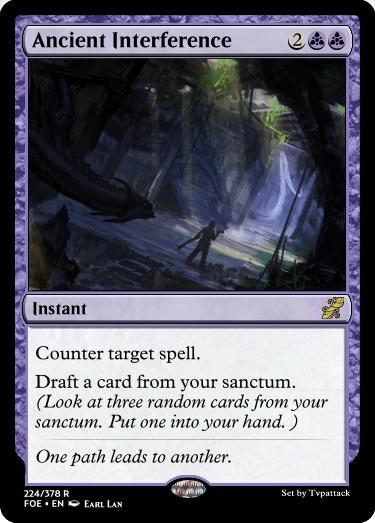 Ancient Interference 2
Instant
Counter target spell.
Draft a card from your sanctum.
(Look at three random cards from your
sanctum. Put one into your hand. )
One path leads to another.
224/378 R
FOE • EN Earl Lan
Set by Tvpattack